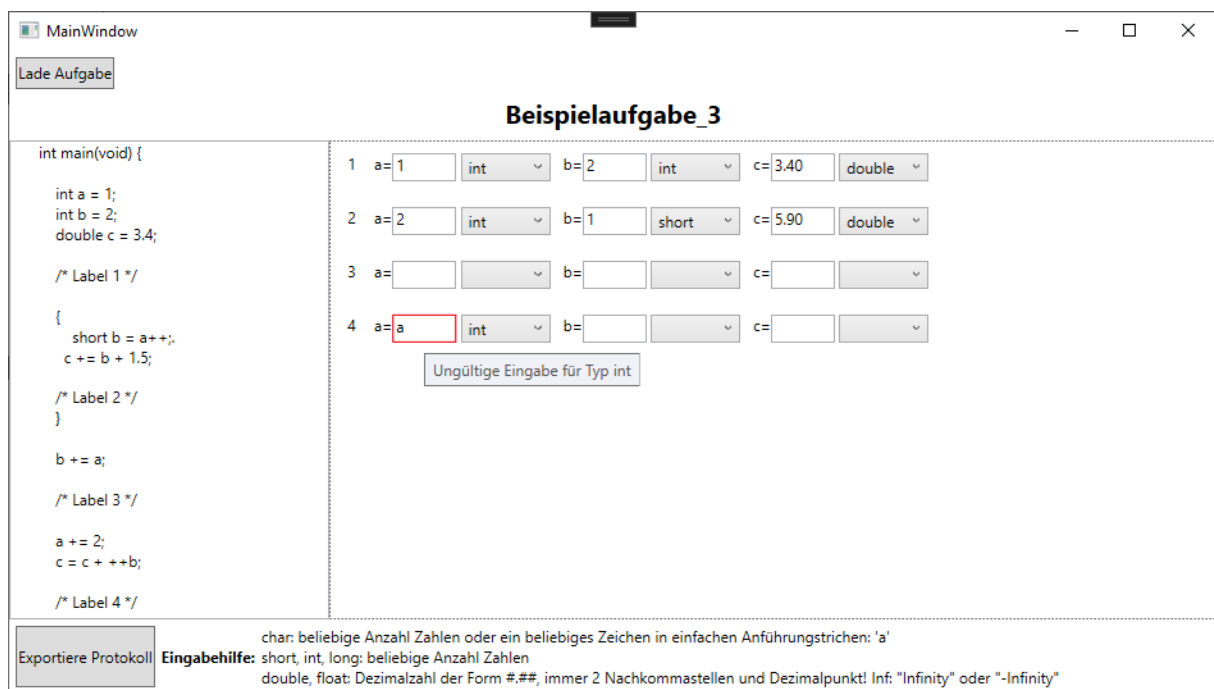 MainWindow
Lade Aufgabe
Beispielaufgabe_3
int main(void) {
int a = 1;
int b = 2;
double c = 3.4;
/* Label 1 */
{
short b = a++;.
c += b + 1.5;
/* Label 2 */
}
b += a;
/* Label 3 */
a += 2;
c = c + ++b;
/* Label 4 */
1 a= 1 int b= 2 int c= 3.40 double
2 a= 2 int b= 1 short c= 5.90 double
3 a= b= c=
4 a= a int b= c=
Ungültige Eingabe für Typ int
Exportiere Protokoll
Eingabehilfe:
char: beliebige Anzahl Zahlen oder ein beliebiges Zeichen in einfachen Anführungstrichen: 'a'
short, int, long: beliebige Anzahl Zahlen
double, float: Dezimalzahl der Form #.##, immer 2 Nachkommastellen und Dezimalpunkt! Inf: "Infinity" oder "-Infinity"